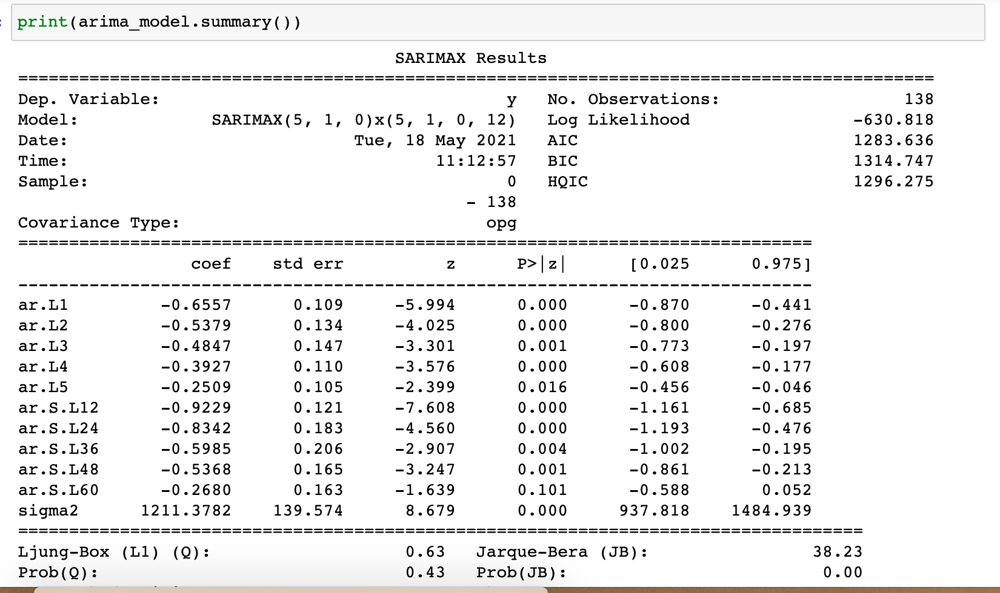 print(arima_model.summary())
SARIMAX Results
==========================================================================================
Dep. Variable: y No. Observations: 138
Model: SARIMAX(5, 1, 0)x(5, 1, 0, 12) Log Likelihood -630.818
Date: Tue, 18 May 2021 AIC 1283.636
Time: 11:12:57 BIC 1314.747
Sample: 0 HQIC 1296.275
- 138
Covariance Type: opg
==============================================================================
coef std err z P>|z| [0.025 0.975]
------------------------------------------------------------------------------
ar.L1 -0.6557 0.109 -5.994 0.000 -0.870 -0.441
ar.L2 -0.5379 0.134 -4.025 0.000 -0.800 -0.276
ar.L3 -0.4847 0.147 -3.301 0.001 -0.773 -0.197
ar.L4 -0.3927 0.110 -3.576 0.000 -0.608 -0.177
ar.L5 -0.2509 0.105 -2.399 0.016 -0.456 -0.046
ar.S.L12 -0.9229 0.121 -7.608 0.000 -1.161 -0.685
ar.S.L24 -0.8342 0.183 -4.560 0.000 -1.193 -0.476
ar.S.L36 -0.5985 0.206 -2.907 0.004 -1.002 -0.195
ar.S.L48 -0.5368 0.165 -3.247 0.001 -0.861 -0.213
ar.S.L60 -0.2680 0.163 -1.639 0.101 -0.588 0.052
sigma2 1211.3782 139.574 8.679 0.000 937.818 1484.939
===================================================================================
Ljung-Box (L1) (Q): 0.63 Jarque-Bera (JB): 38.23
Prob(Q): 0.43 Prob(JB): 0.00